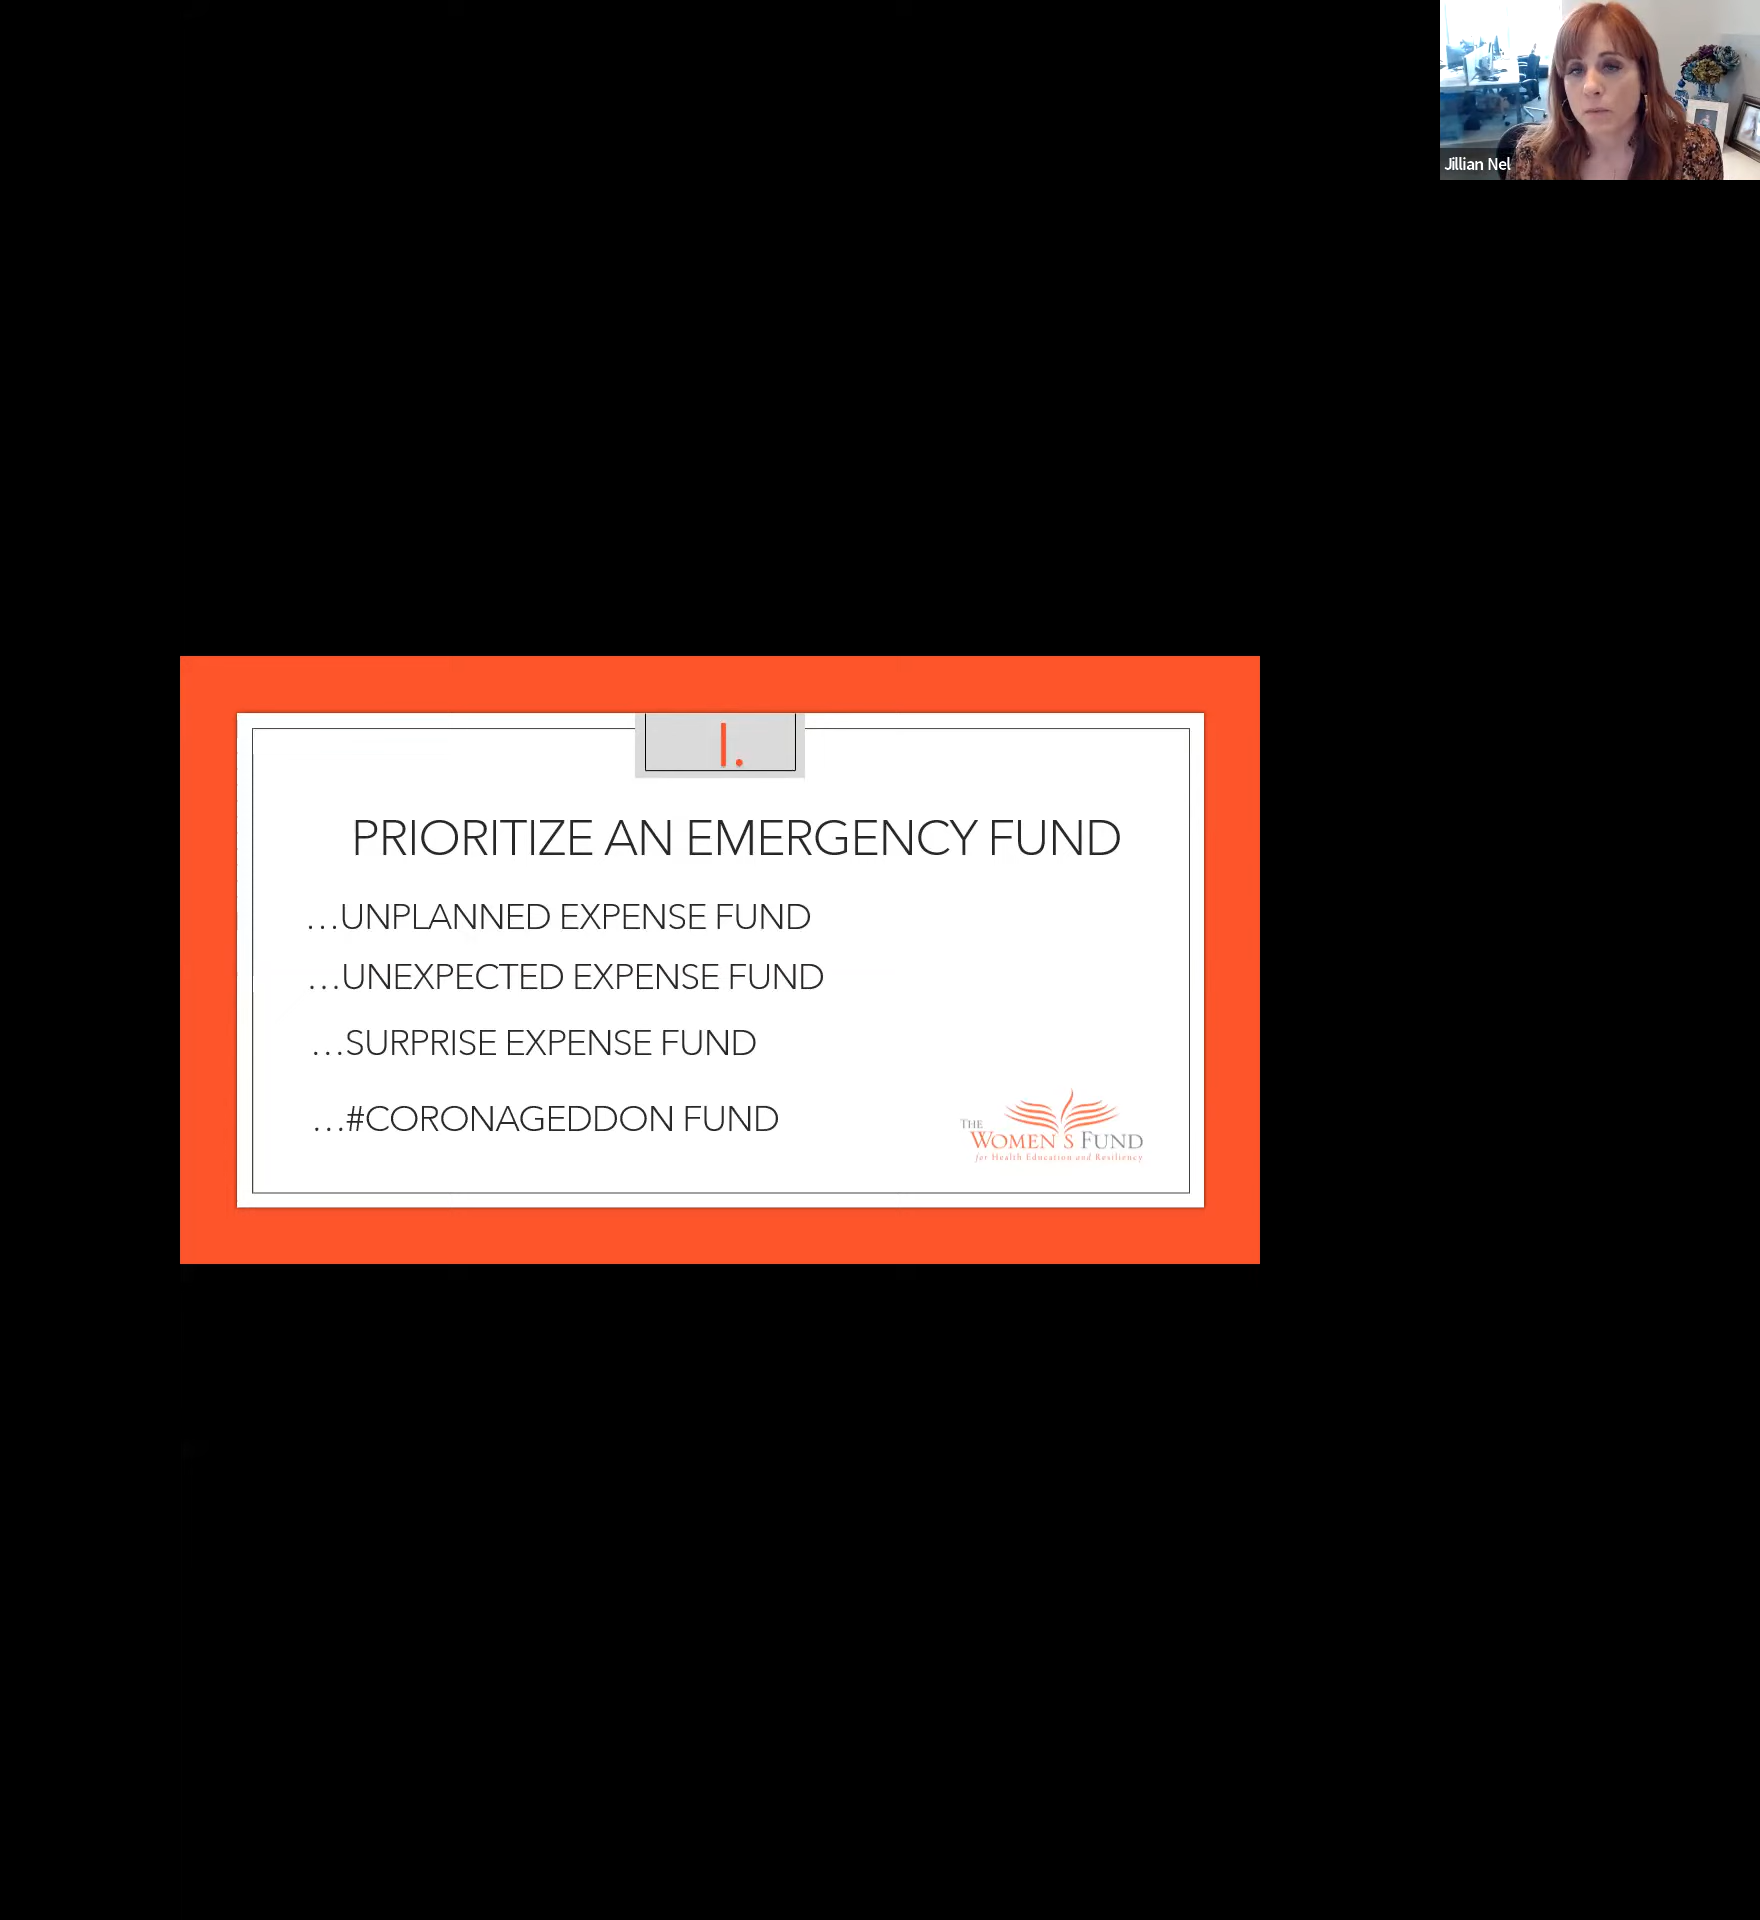 Jillian Nel
1.
PRIORITIZE AN EMERGENCY FUND
...UNPLANNED EXPENSE FUND
...UNEXPECTED EXPENSE FUND
...SURPRISE EXPENSE FUND
...#CORONAGEDDON FUND
THE
WOMEN'S FUND
for Health Education and Resiliency